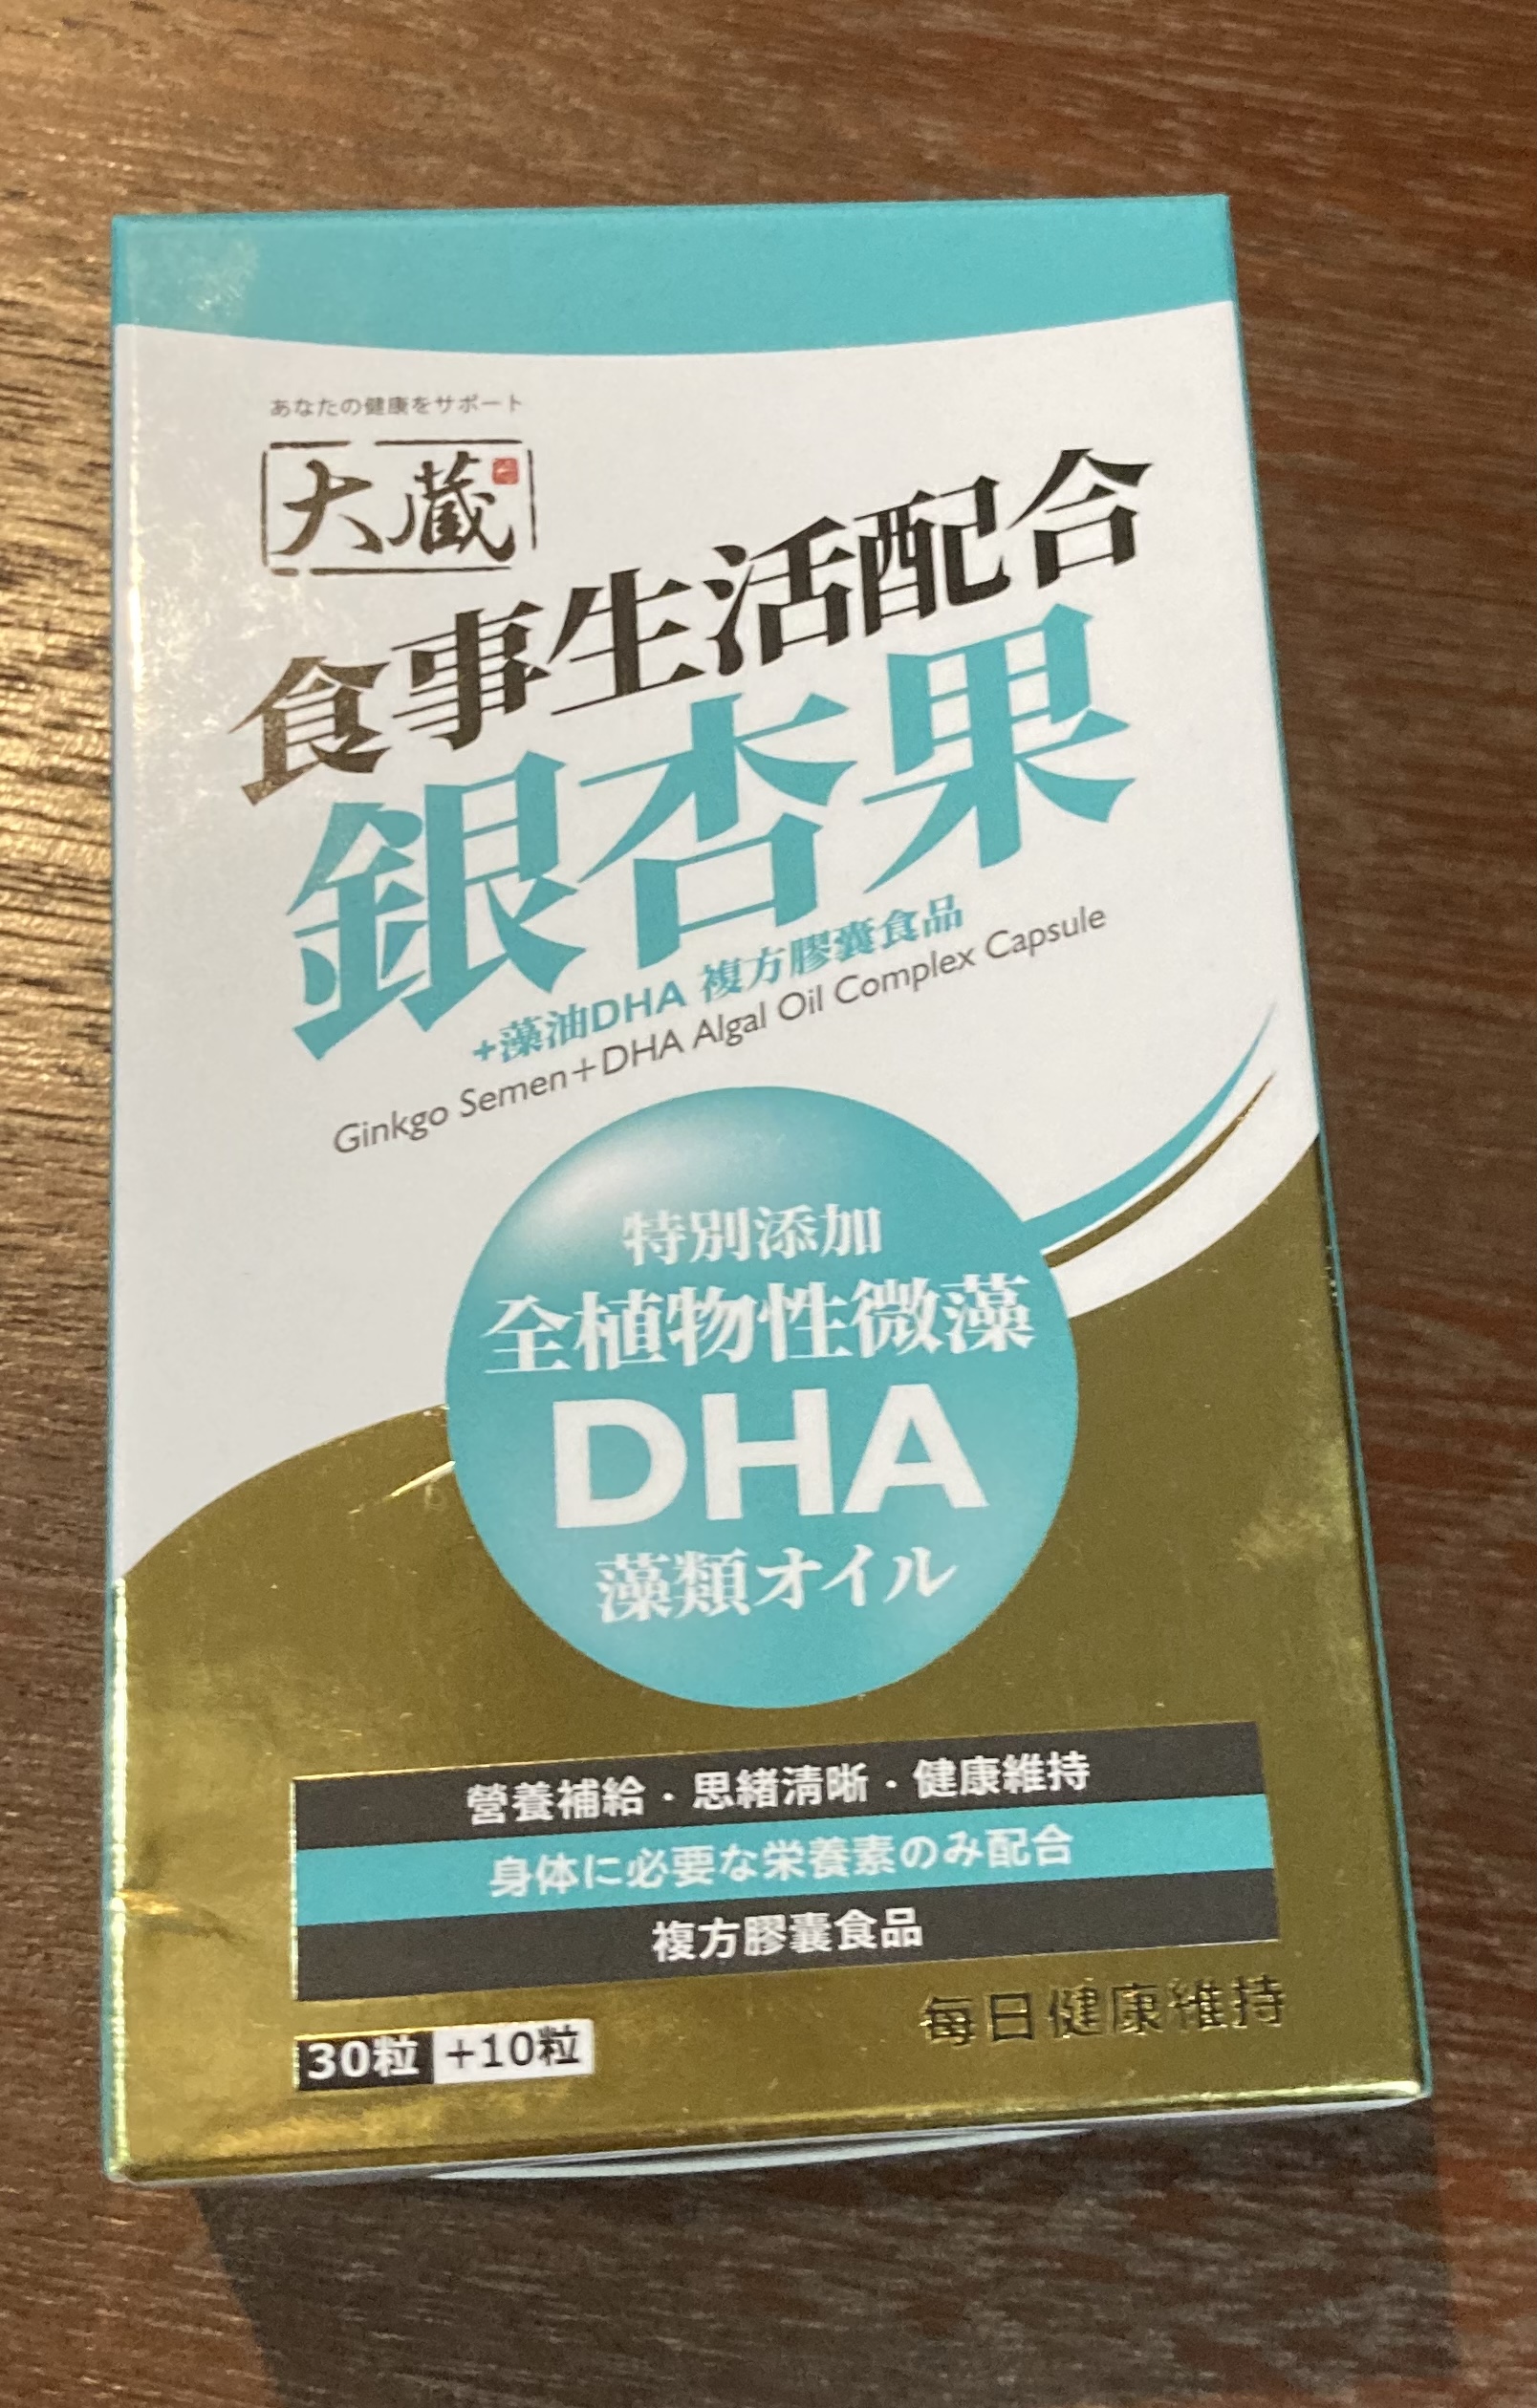 あなたの健康をサポート
大蔵
食事生活配合
銀杏果
+藻油DHA 複方膠囊食品
Ginkgo Semen+DHA Algal Oil Complex Capsule
特別添加
全植物性微藻
DHA
藻類オイル
營養補給・思緒清晰・健康維持
身体に必要な栄養素のみ配合
複方膠囊食品
每日健康維持
30粒 +10粒